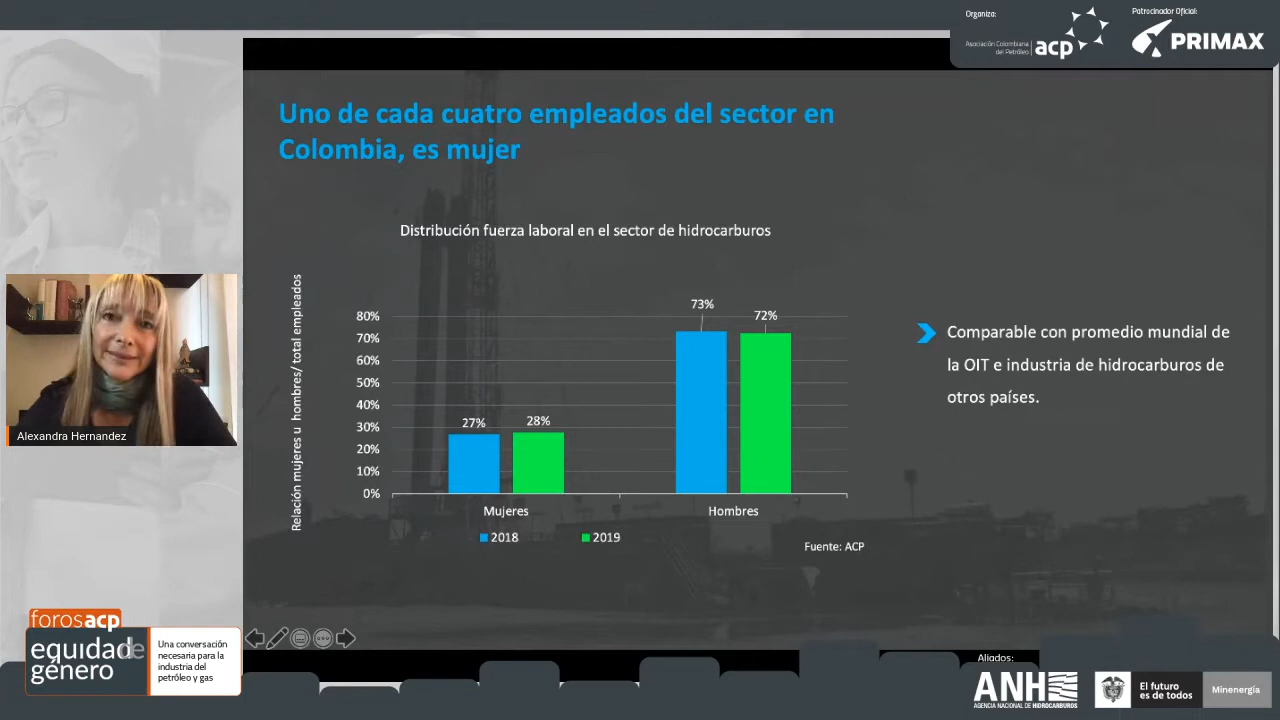 Organiza:
Asociación Colombiana
del Petróleo
acp
Patrocinador Oficial:
PRIMAX
Uno de cada cuatro empleados del sector en
Colombia, es mujer
Distribución fuerza laboral en el sector de hidrocarburos
Relación mujeres u hombres/ total empleados
80%
70%
60%
50%
40%
30%
20%
10%
0%
27%
28%
73%
72%
Mujeres
Hombres
2018
2019
Fuente: ACP
Comparable con promedio mundial de
la OIT e industria de hidrocarburos de
otros países.
Alexandra Hernandez
forosacp
equidad de
género
Una conversación
necesaria para la
industria del
petróleo y gas
Aliados:
ANH
AGENCIA NACIONAL DE HIDROCARBUROS
El futuro
es de todos
Minenergía